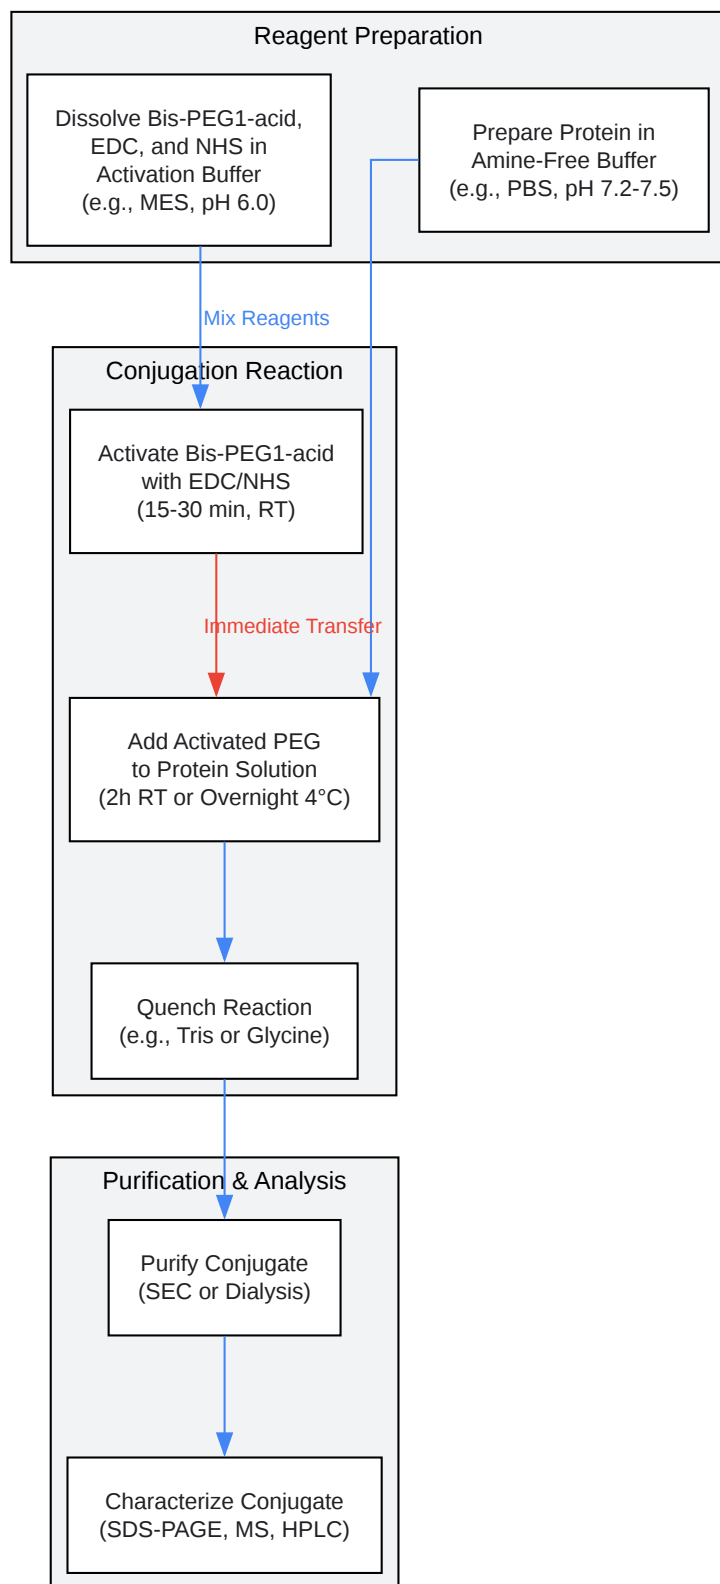 Reagent Preparation
Dissolve Bis-PEG1-acid,
EDC, and NHS in
Activation Buffer
(e.g., MES, pH 6.0)
Prepare Protein in
Amine-Free Buffer
(e.g., PBS, pH 7.2-7.5)
Mix Reagents
Conjugation Reaction
Activate Bis-PEG1-acid
with EDC/NHS
(15-30 min, RT)
Immediate Transfer
Add Activated PEG
to Protein Solution
(2h RT or Overnight 4°C)
Quench Reaction
(e.g., Tris or Glycine)
Purification & Analysis
Purify Conjugate
(SEC or Dialysis)
Characterize Conjugate
(SDS-PAGE, MS, HPLC)